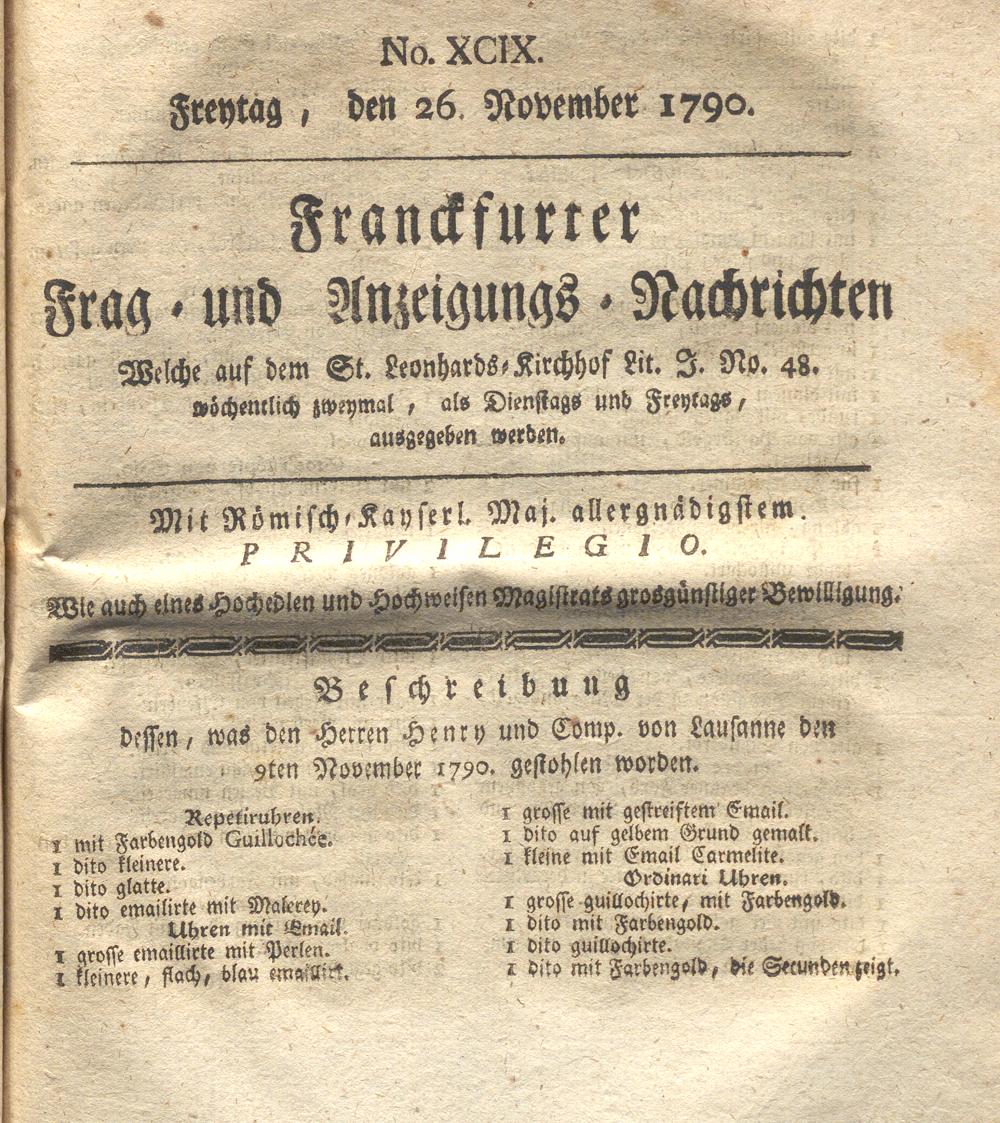 No. XCIX.
Freytag, den 26. November 1790.
Franckfurter
Frag- und Anzeigungs-Nachrichten
Welche auf dem St. Leonhards-Kirchhof Lit. J. No. 48.
wöchentlich zweymal, als Dienstags und Freytags,
ausgegeben werden.
Mit Römisch-Kayserl. Maj. allergnädigstem.
PRIVILEGIO.
Wie auch eines Hochedlen und Hochweisen Magistrats grosgünstiger Bewilligung.
Beschreibung
dessen, was den Herren Henry und Comp. von Lausanne den
9ten November 1790. gestohlen worden.
Repetiruhren.
1 mit Farbengold Guillochée.
1 dito kleinere.
1 dito glatte.
1 dito emailirte mit Malerey.
Uhren mit Email.
1 grosse emaillirte mit Perlen.
1 kleinere, flach, blau emaillirt.
1 grosse mit gestreiftem Email.
1 dito auf gelbem Grund gemalt.
1 kleine mit Email Carmelite.
Ordinari Uhren.
1 grosse guillochirte, mit Farbengold.
1 dito mit Farbengold.
1 dito guillochirte.
1 dito mit Farbengold, die Secunden zeigt.